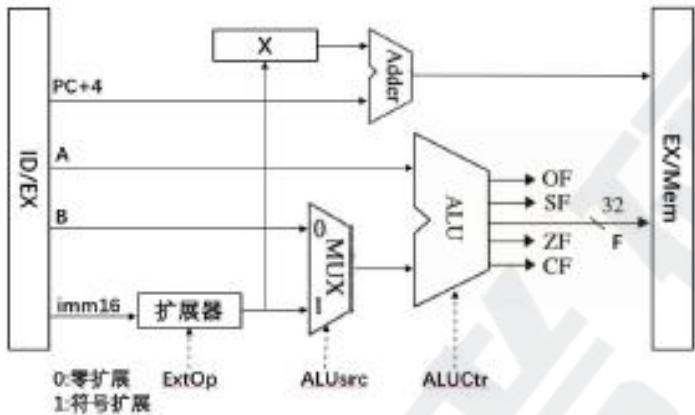 X
Adder
PC+4
ID/EX
A
B
0
MUX
1
ALU
OF
SF
32
F
ZF
CF
EX/Mem
imm16
扩展器
0:零扩展
1:符号扩展
ExtOp
ALUsrc
ALUCtr